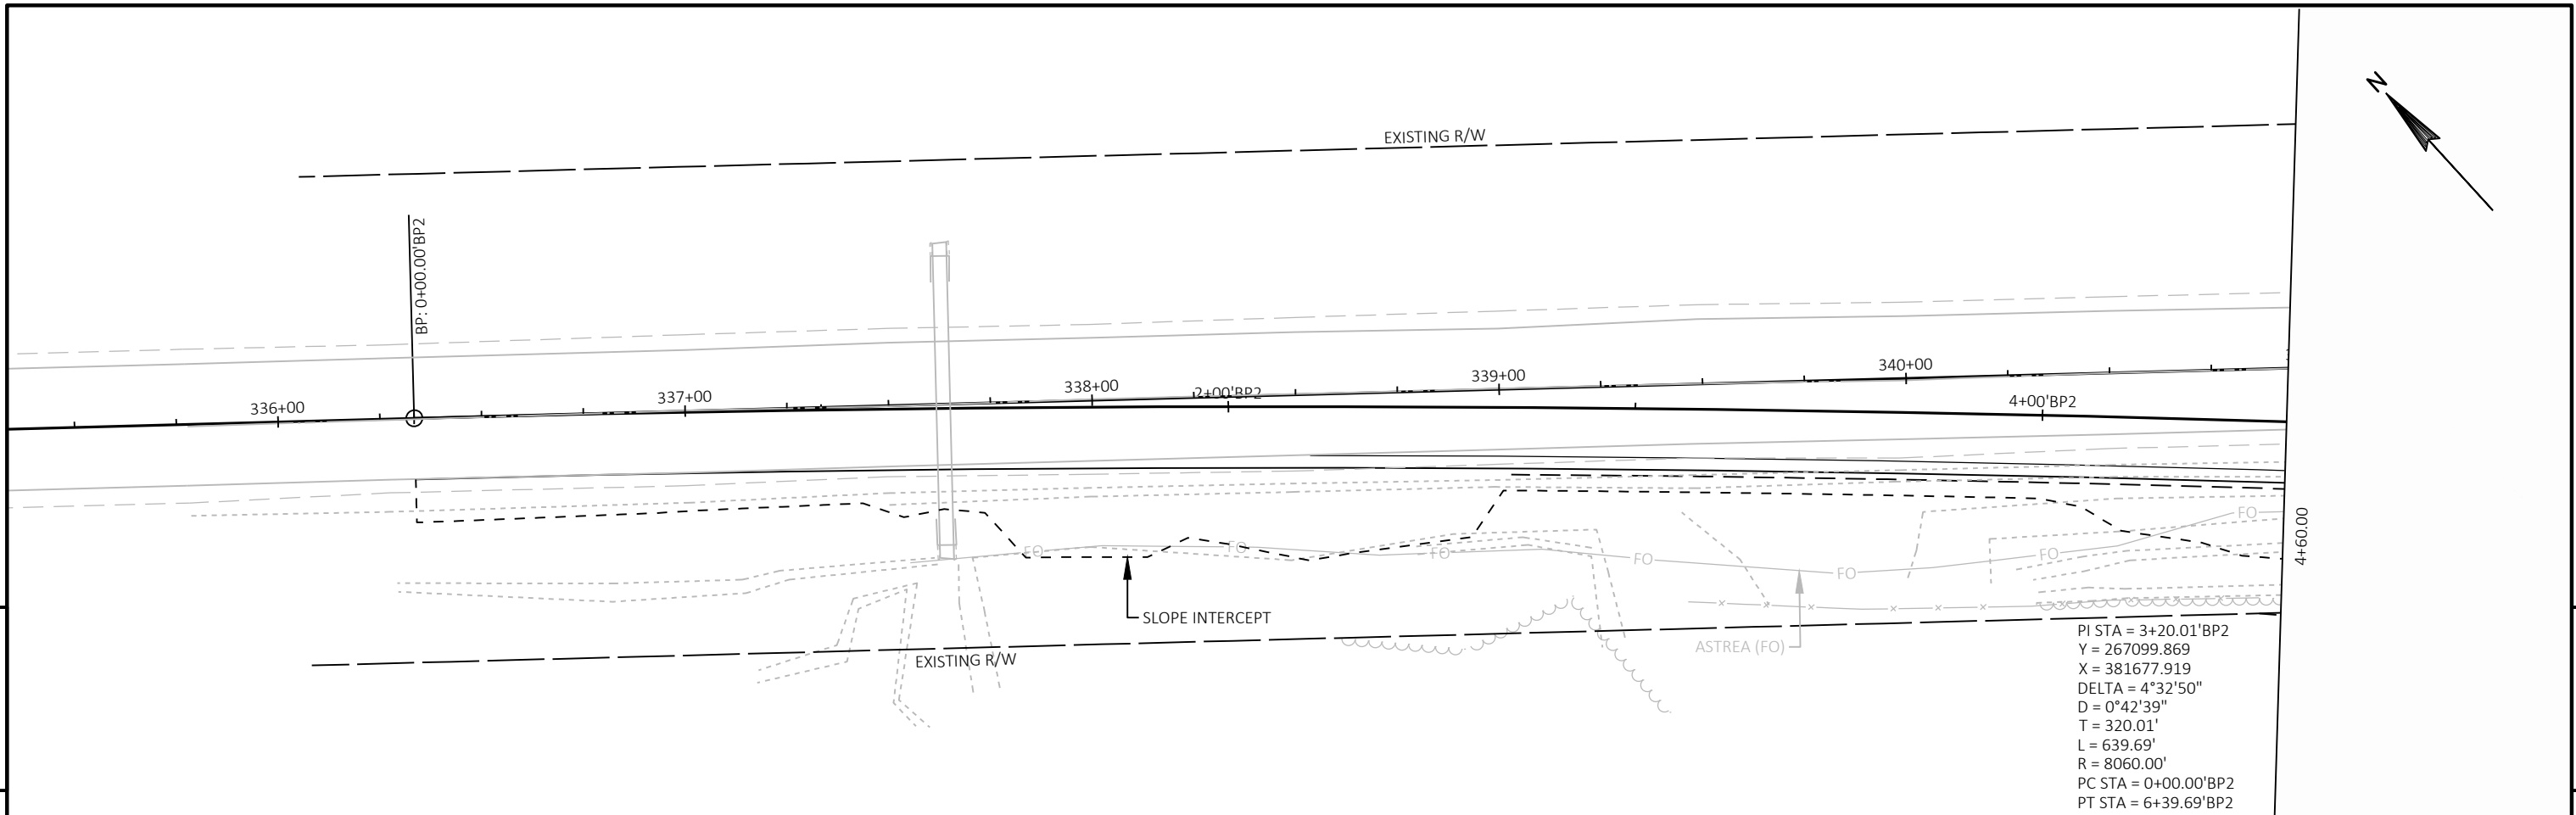 N
EXISTING R/W
BP: 0+00.00'BP2
336+00
337+00
338+00
2+00'BP2
339+00
340+00
4+00'BP2
FO
FO
FO
FO
FO
FO
FO
SLOPE INTERCEPT
EXISTING R/W
ASTREA (FO)
4+60.00
PI STA = 3+20.01'BP2
Y = 267099.869
X = 381677.919
DELTA = 4°32'50"
D = 0°42'39"
T = 320.01'
L = 639.69'
R = 8060.00'
PC STA = 0+00.00'BP2
PT STA = 6+39.69'BP2